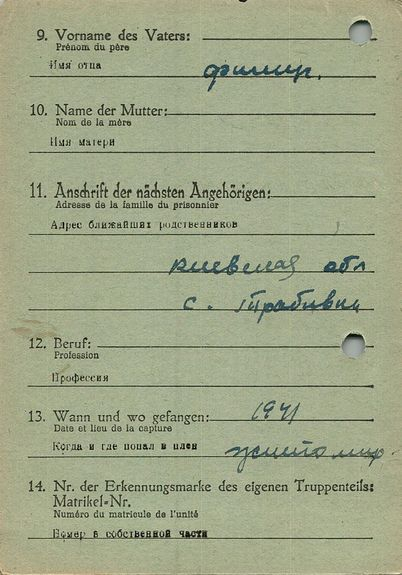 9. Vorname des Vaters:
Prénom du père
Имя отца
10. Name der Mutter:
Nom de la mère
Имя матери
11. Anschrift der nächsten Angehörigen:
Adresse de la famille du prisonnier
Адрес ближайших родственников
киевская обл
с.
12. Beruf:
Profession
Профессия
13. Wann und wo gefangen: 1941
Date et lieu de la capture
Когда и где попал в плен житомир.
14. Nr. der Erkennungsmarke des eigenen Truppenteils:
Matrikel-Nr.
Numéro du matricule de l'unité
Номер в собственной части